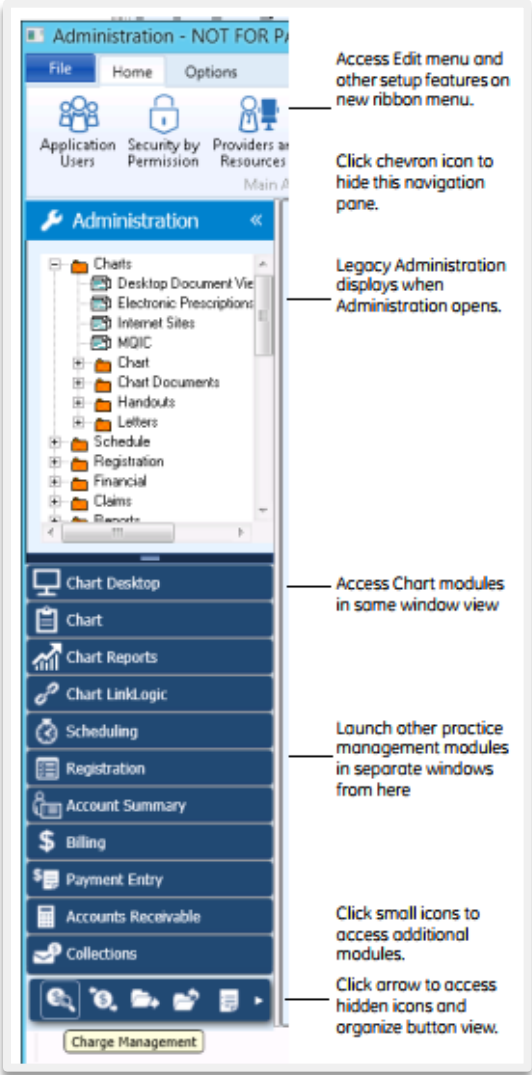 Administration - NOT FOR PA
File Home Options
Application Users
Security by Permission
Providers an
Resources
Main A
Administration
Charts
Desktop Document Vie
Electronic Prescriptions
Internet Sites
MQIC
Chart
Chart Documents
Handouts
Letters
Schedule
Registration
Financial
Claims
Reports
Chart Desktop
Chart
Chart Reports
Chart LinkLogic
Scheduling
Registration
Account Summary
Billing
Payment Entry
Accounts Receivable
Collections
Charge Management
Access Edit menu and
other setup features on
new ribbon menu.
Click chevron icon to
hide this navigation
pane.
Legacy Administration
displays when
Administration opens.
Access Chart modules
in same window view
Launch other practice
management modules
in separate windows
from here
Click small icons to
access additional
modules.
Click arrow to access
hidden icons and
organize button view.